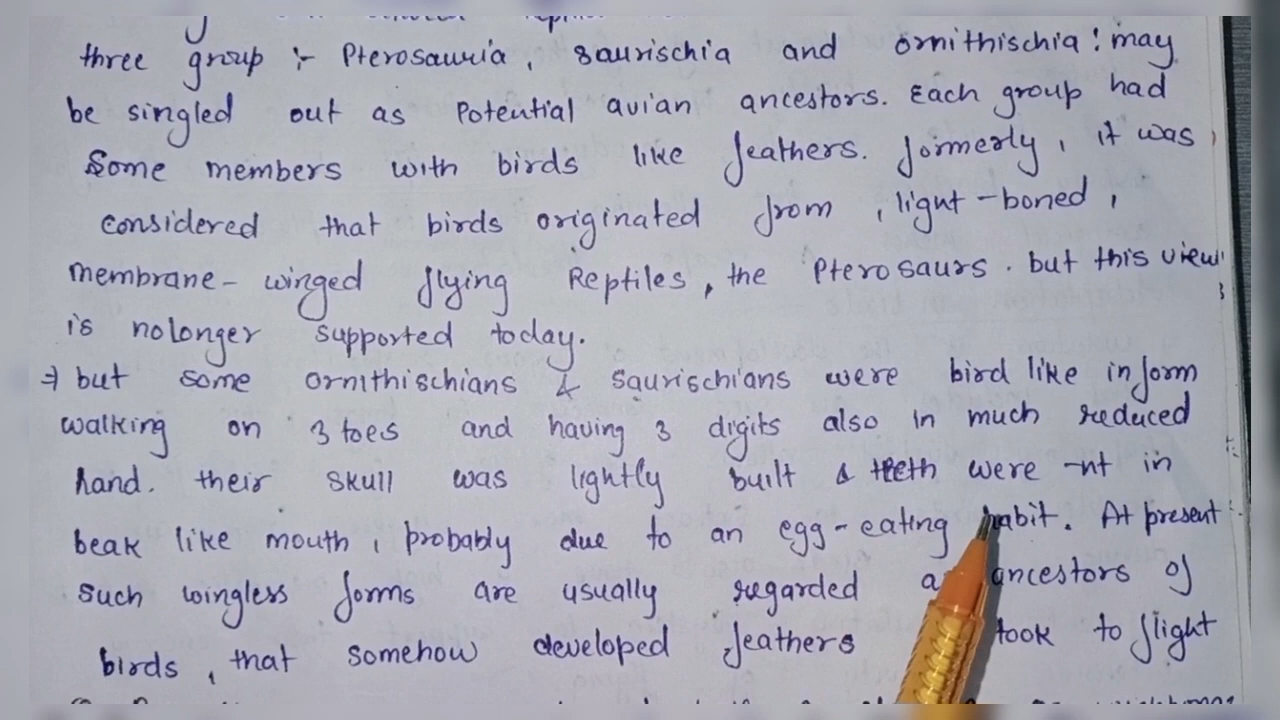 three group :- Pterosauria, saurischia and ornithischia: may
be singled out as Potential avian ancestors. Each group had
Some members with birds like feathers. formerly, it was
considered that birds originated from, light-boned,
membrane-winged flying Reptiles, the Pterosaurs. but this view
is no longer supported today.
⇒ but some ornithischians & saurischians were bird like in form
walking on 3 toes and having 3 digits also in much reduced
hand. their skull was lightly built & teeth were -nt in
beak like mouth, probably due to an egg-eating habit. At present
such wingless forms are usually regarded ancestors of
birds, that somehow developed feathers took to flight